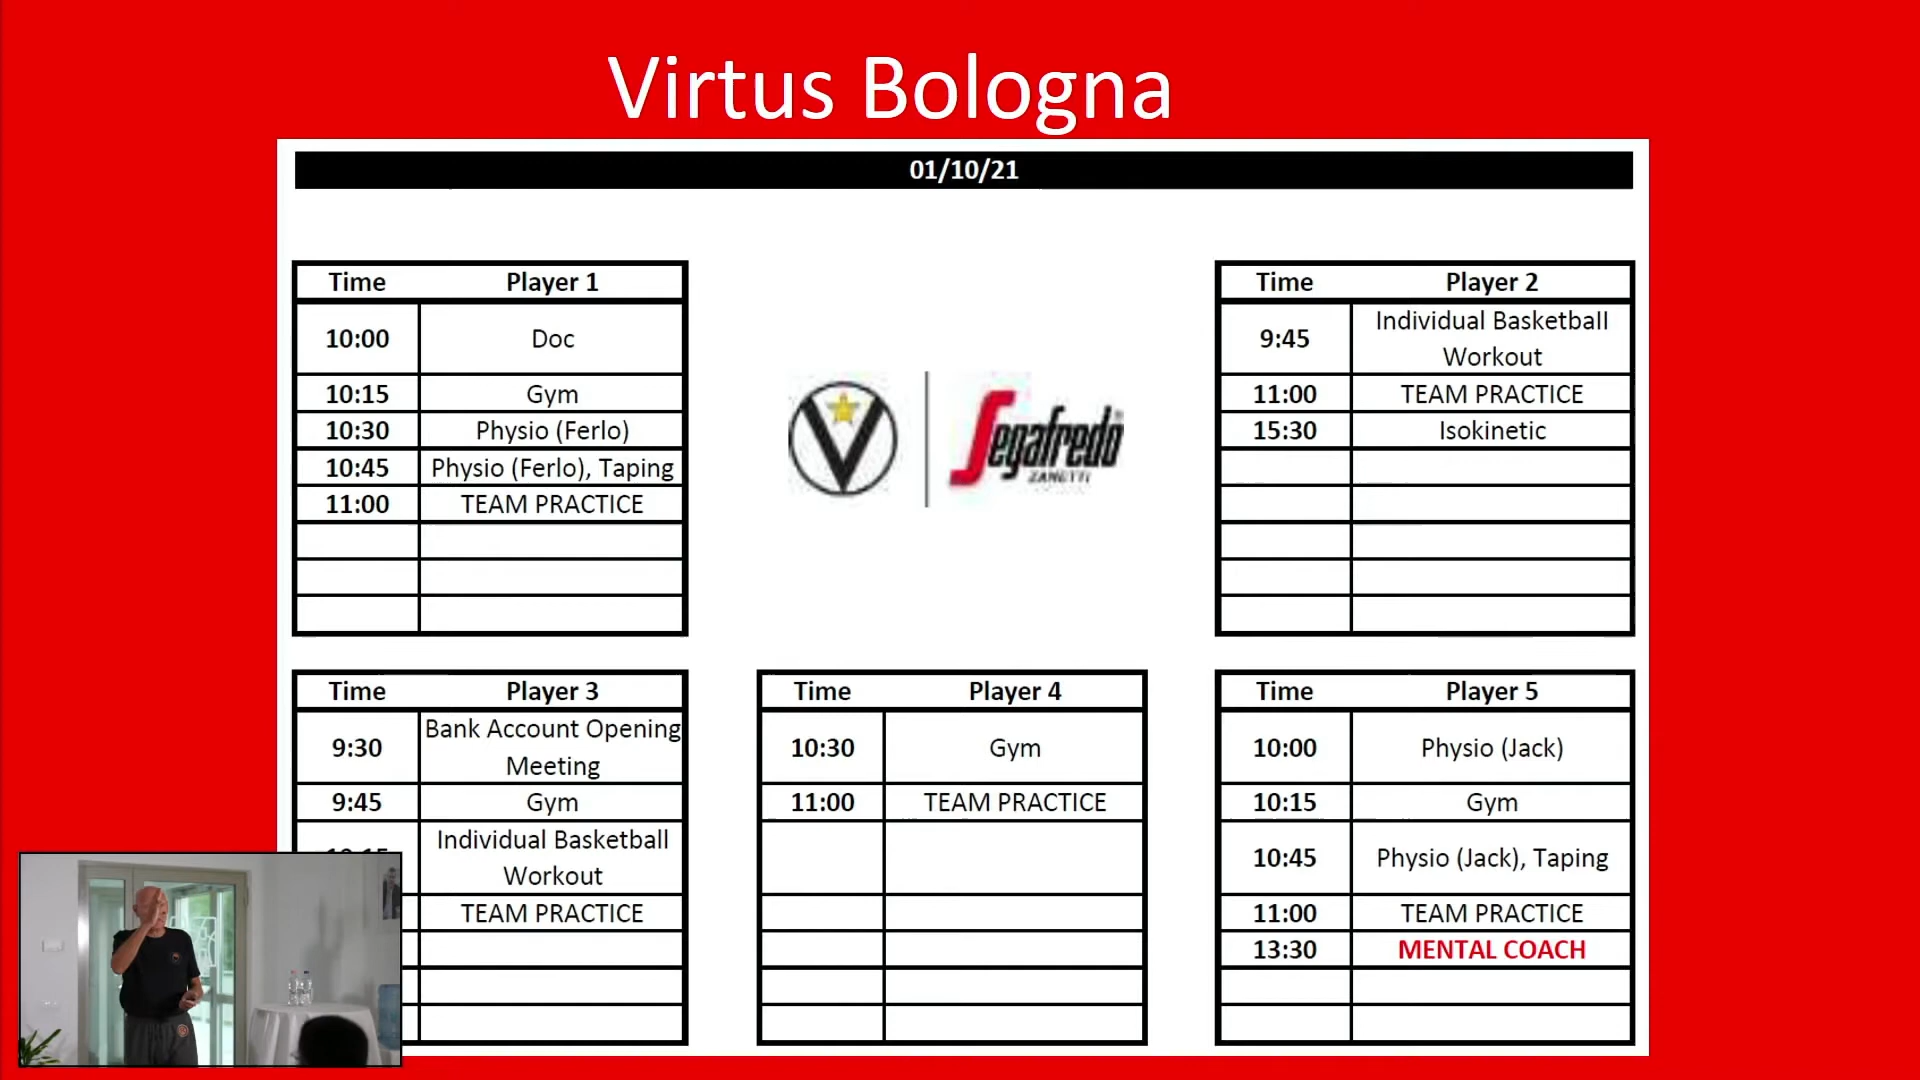 Virtus Bologna
01/10/21
Time Player 1
10:00 Doc
10:15 Gym
10:30 Physio (Ferlo)
10:45 Physio (Ferlo), Taping
11:00 TEAM PRACTICE
V
Segafredo
ZANETTI
Time Player 2
9:45 Individual Basketball
Workout
11:00 TEAM PRACTICE
15:30 Isokinetic
Time Player 3
9:30 Bank Account Opening
Meeting
9:45 Gym
Individual Basketball
Workout
TEAM PRACTICE
Time Player 4
10:30 Gym
11:00 TEAM PRACTICE
Time Player 5
10:00 Physio (Jack)
10:15 Gym
10:45 Physio (Jack), Taping
11:00 TEAM PRACTICE
13:30 MENTAL COACH